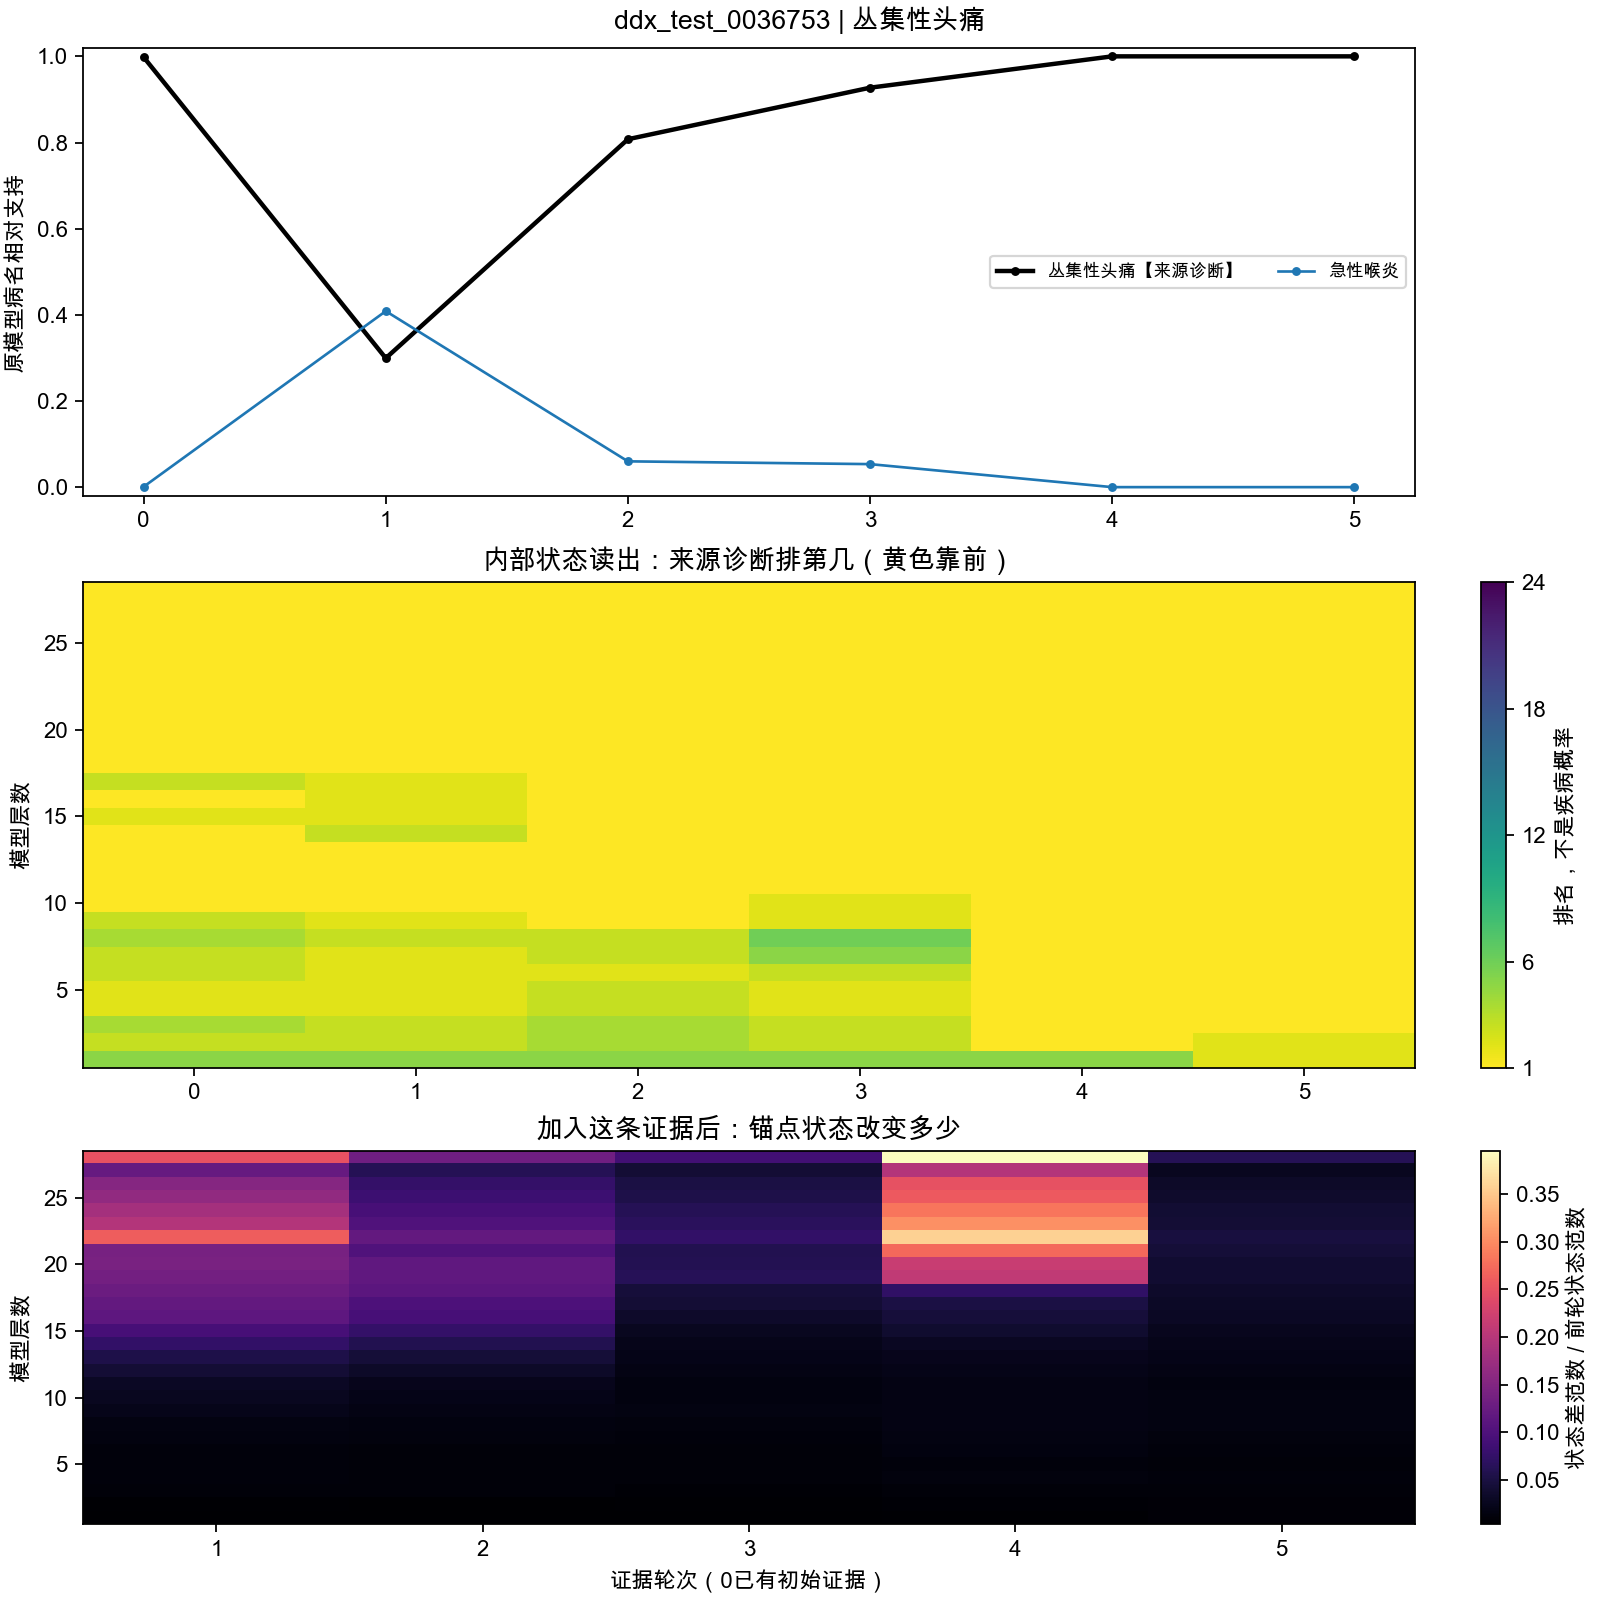 ddx_test_0036753 | 丛集性头痛
原模型病名相对支持
1.0
0.8
0.6
0.4
0.2
0.0
丛集性头痛【来源诊断】
急性喉炎
0 1 2 3 4 5
内部状态读出：来源诊断排第几（黄色靠前）
模型层数
25
20
15
10
5
0 1 2 3 4 5
24
18
12
6
1
排名，不是疾病概率
加入这条证据后：锚点状态改变多少
模型层数
25
20
15
10
5
1 2 3 4 5
证据轮次（0已有初始证据）
0.35
0.30
0.25
0.20
0.15
0.10
0.05
状态差范数 / 前轮状态范数